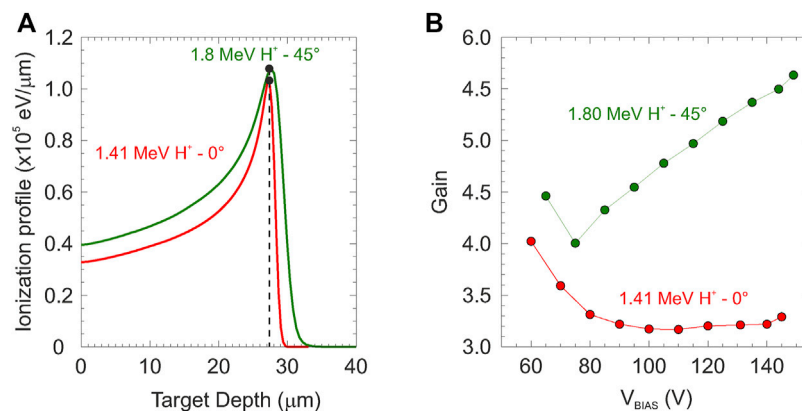 A
1.2
1.0
0.8
0.6
0.4
0.2
0
Ionization profile (x10⁵ eV/μm)
1.8 MeV H⁺ - 45°
1.41 MeV H⁺ - 0°
0 10 20 30 40
Target Depth (μm)
B
6.0
5.5
5.0
4.5
4.0
3.5
3.0
Gain
1.80 MeV H⁺ - 45°
1.41 MeV H⁺ - 0°
60 80 100 120 140
V_BIAS (V)